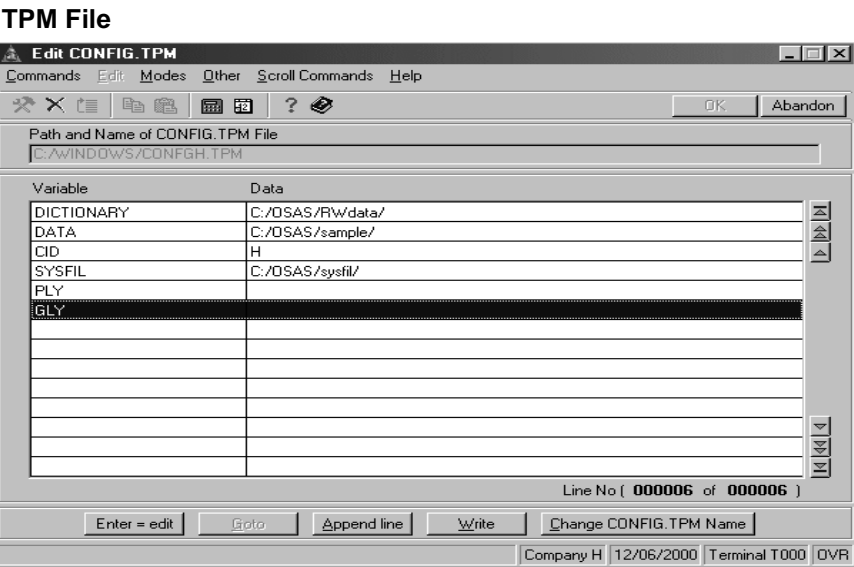 TPM File
Edit CONFIG.TPM
Commands Edit Modes Other Scroll Commands Help
OK Abandon
Path and Name of CONFIG.TPM File
C:/WINDOWS/CONFGH.TPM
Variable Data
DICTIONARY C:/OSAS/RWdata/
DATA C:/OSAS/sample/
CID H
SYSFIL C:/OSAS/sysfil/
PLY
GLY
Line No ( 000006 of 000006 )
Enter = edit Goto Append line Write Change CONFIG.TPM Name
Company H 12/06/2000 Terminal T000 OVR